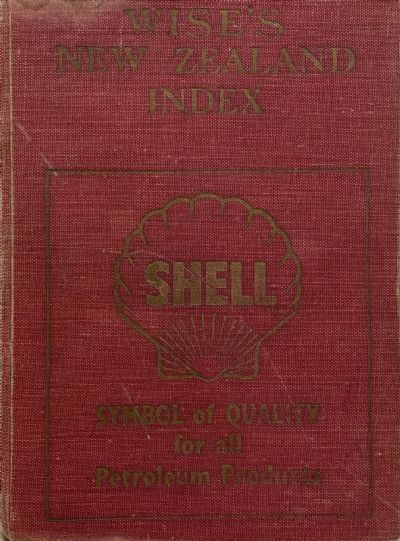 WISE'S
NEW ZEALAND
INDEX
SHELL
SYMBOL of QUALITY
for all
Petroleum Products